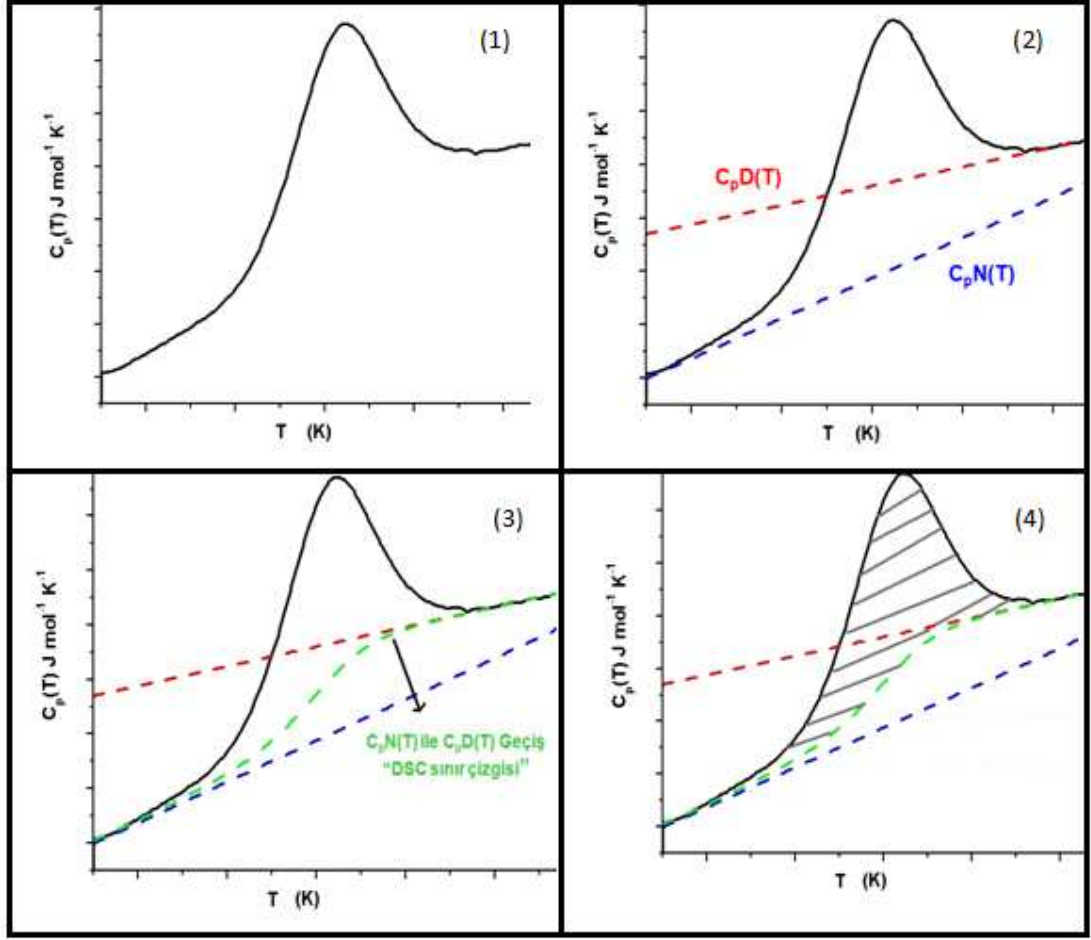 (1)
Cp(T) J mol⁻¹ K⁻¹
T (K)
(2)
Cp(T) J mol⁻¹ K⁻¹
CpD(T)
CpN(T)
T (K)
(3)
Cp(T) J mol⁻¹ K⁻¹
CpN(T) ile CpD(T) Geçiş
“DSC sınır çizgisi”
T (K)
(4)
Cp(T) J mol⁻¹ K⁻¹
T (K)